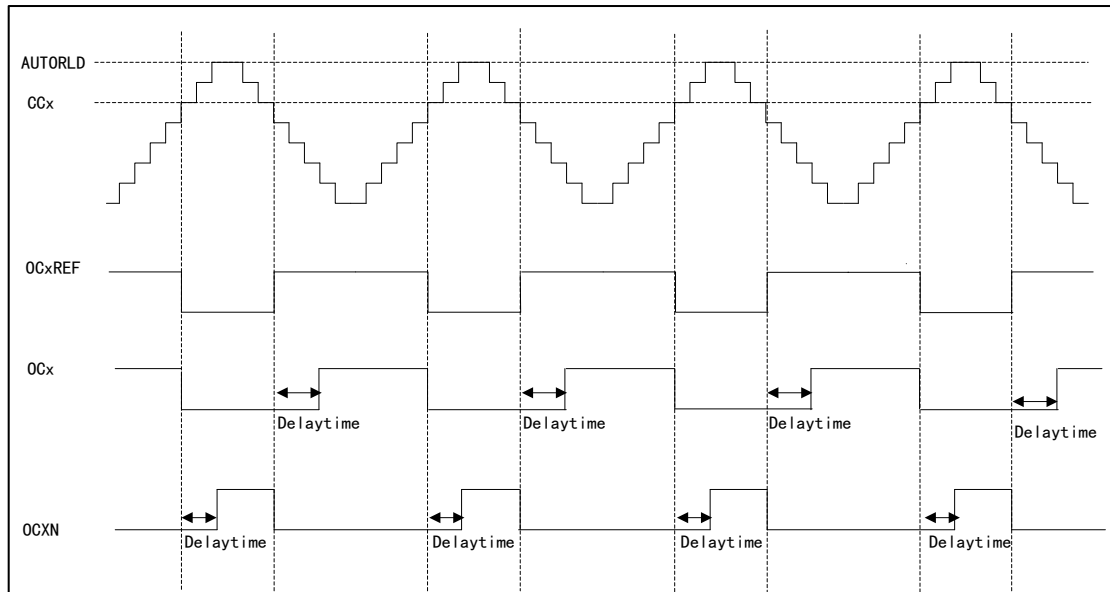 AUTORLD
CCx
OCxREF
OCx
Delaytime
Delaytime
Delaytime
Delaytime
OCXN
Delaytime
Delaytime
Delaytime
Delaytime